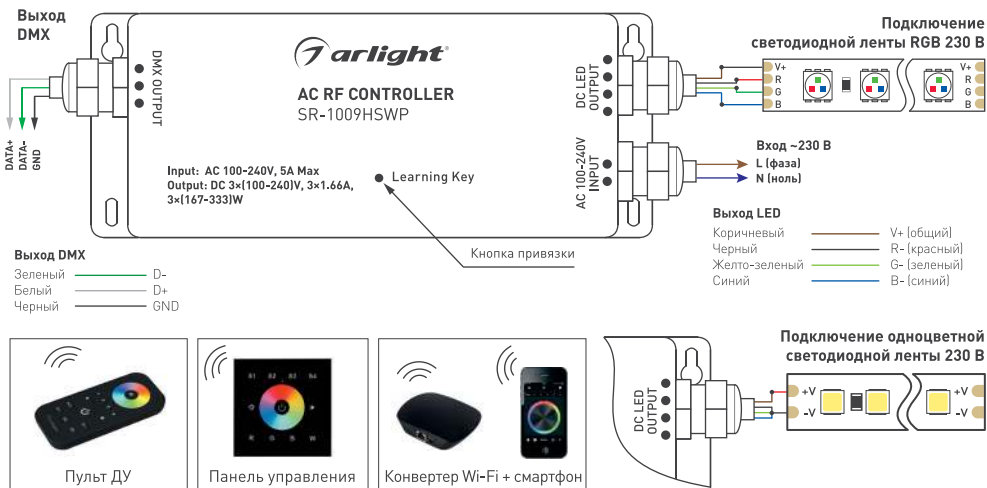 Выход
DMX
DMX OUTPUT
DATA+
DATA-
GND
arlight®
AC RF CONTROLLER
SR-1009HSWP
Input: AC 100-240V, 5A Max
Output: DC 3×(100-240)V, 3×1.66A,
3×(167-333)W
Learning Key
DC LED
OUTPUT
AC 100-240V
INPUT
Кнопка привязки
Подключение
светодиодной ленты RGB 230 В
V+
R
G
B
V+
R
G
B
Вход ~230 В
L (фаза)
N (ноль)
Выход LED
Коричневый V+ (общий)
Черный R- (красный)
Желто-зеленый G- (зеленый)
Синий B- (синий)
Выход DMX
Зеленый D-
Белый D+
Черный GND
Пульт ДУ
S1 S2 S3 S4
R G B W
Панель управления
Конвертер Wi-Fi + смартфон
Подключение одноцветной
светодиодной ленты 230 В
DC LED
OUTPUT
+V
-V
+V
-V